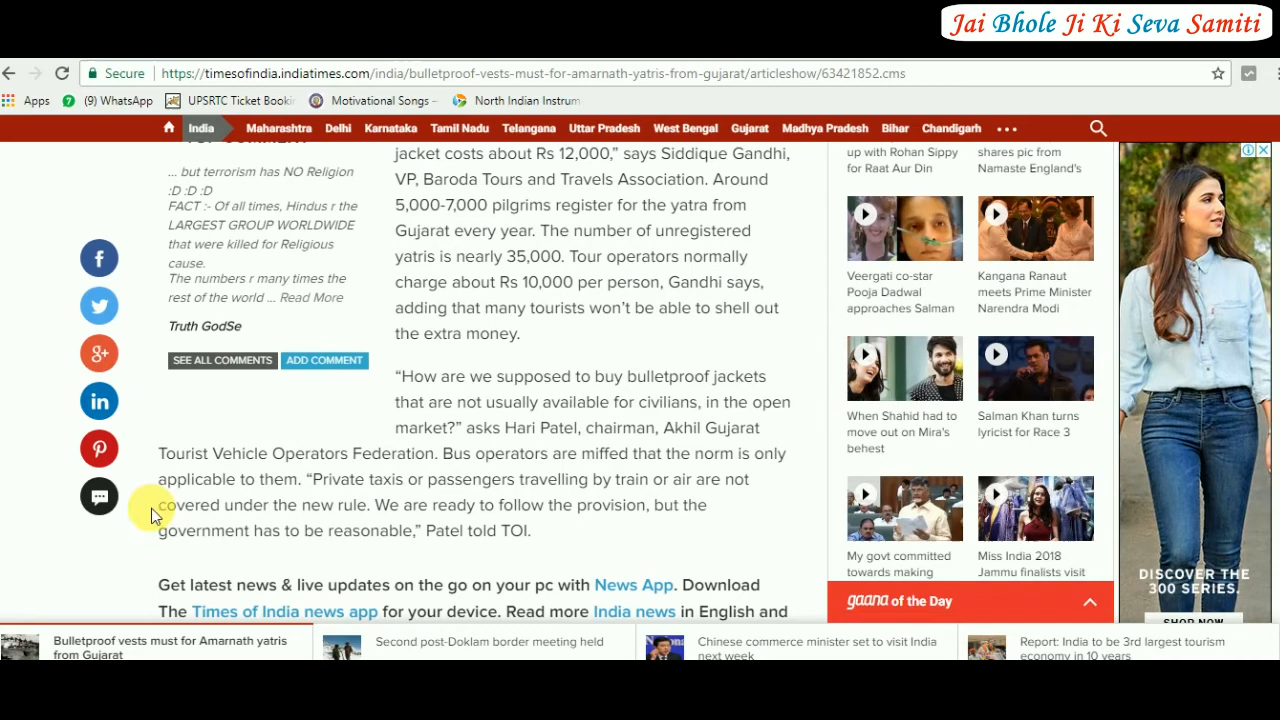 Jai Bhole Ji Ki Seva Samiti
Secure
https://timesofindia.indiatimes.com/india/bulletproof-vests-must-for-amarnath-yatris-from-gujarat/articleshow/63421852.cms
Apps
(9) WhatsApp
UPSRTC Ticket Bookin
Motivational Songs –
North Indian Instrum
India
Maharashtra
Delhi
Karnataka
Tamil Nadu
Telangana
Uttar Pradesh
West Bengal
Gujarat
Madhya Pradesh
Bihar
Chandigarh
... but terrorism has NO Religion
:D :D :D
FACT :- Of all times, Hindus r the
LARGEST GROUP WORLDWIDE
that were killed for Religious
cause.
The numbers r many times the
rest of the world ... Read More
Truth GodSe
SEE ALL COMMENTS
ADD COMMENT
jacket costs about Rs 12,000,” says Siddique Gandhi,
VP, Baroda Tours and Travels Association. Around
5,000-7,000 pilgrims register for the yatra from
Gujarat every year. The number of unregistered
yatris is nearly 35,000. Tour operators normally
charge about Rs 10,000 per person, Gandhi says,
adding that many tourists won’t be able to shell out
the extra money.
“How are we supposed to buy bulletproof jackets
that are not usually available for civilians, in the open
market?” asks Hari Patel, chairman, Akhil Gujarat
Tourist Vehicle Operators Federation. Bus operators are miffed that the norm is only
applicable to them. “Private taxis or passengers travelling by train or air are not
covered under the new rule. We are ready to follow the provision, but the
government has to be reasonable,” Patel told TOI.
Get latest news & live updates on the go on your pc with News App. Download
The Times of India news app for your device. Read more India news in English and
up with Rohan Sippy
for Raat Aur Din
shares pic from
Namaste England's
Veergati co-star
Pooja Dadwal
approaches Salman
Kangana Ranaut
meets Prime Minister
Narendra Modi
When Shahid had to
move out on Mira's
behest
Salman Khan turns
lyricist for Race 3
My govt committed
towards making
Miss India 2018
Jammu finalists visit
gaana of the Day
DISCOVER THE
300 SERIES.
SHOP NOW
Bulletproof vests must for Amarnath yatris
from Gujarat
Second post-Doklam border meeting held
Chinese commerce minister set to visit India
next week
Report: India to be 3rd largest tourism
economy in 10 years